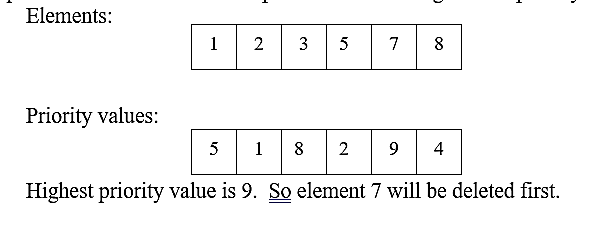 Elements:
1 2 3 5 7 8
Priority values:
5 1 8 2 9 4
Highest priority value is 9. So element 7 will be deleted first.